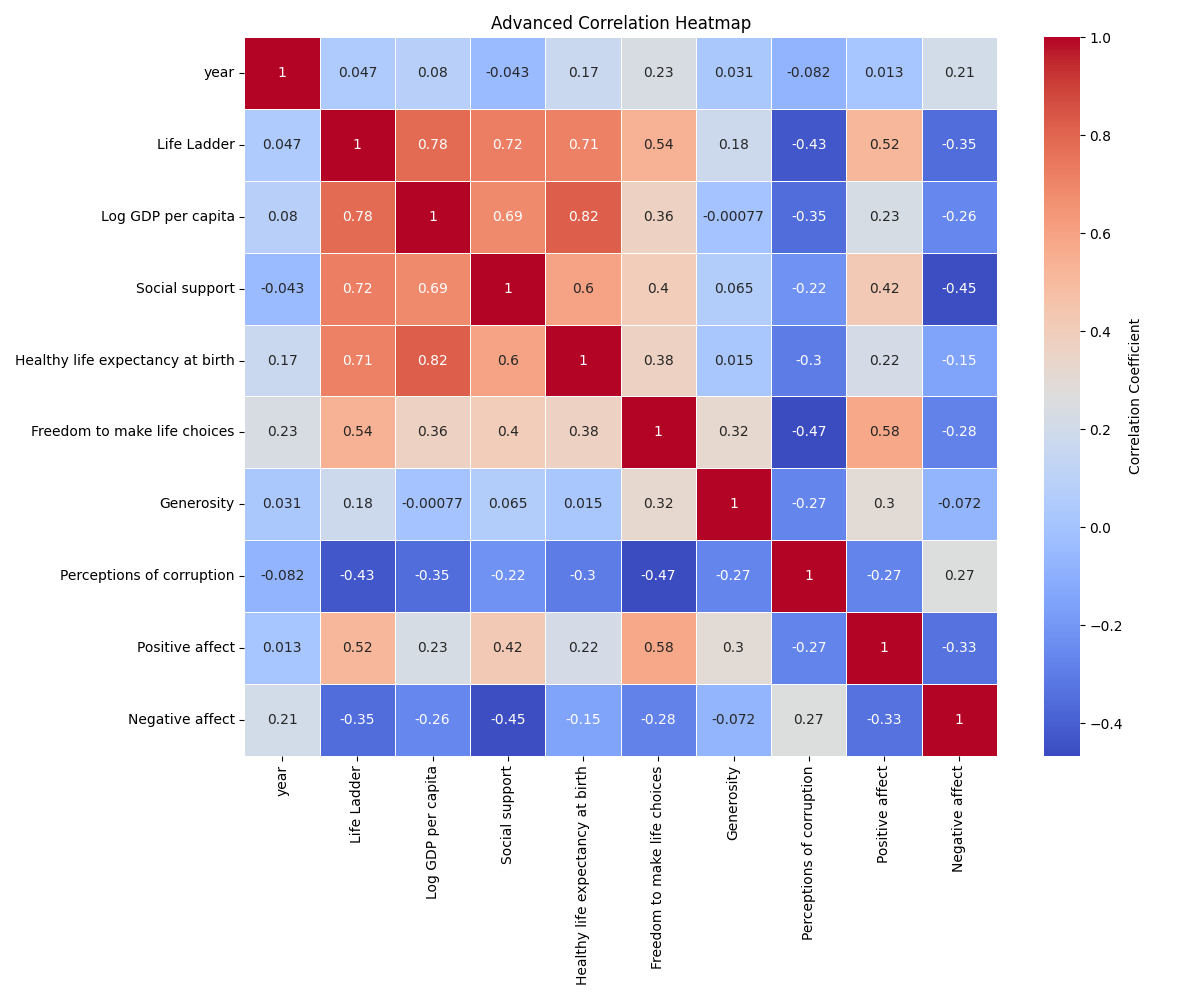 Advanced Correlation Heatmap
year 1 0.047 0.08 -0.043 0.17 0.23 0.031 -0.082 0.013 0.21
Life Ladder 0.047 1 0.78 0.72 0.71 0.54 0.18 -0.43 0.52 -0.35
Log GDP per capita 0.08 0.78 1 0.69 0.82 0.36 -0.00077 -0.35 0.23 -0.26
Social support -0.043 0.72 0.69 1 0.6 0.4 0.065 -0.22 0.42 -0.45
Healthy life expectancy at birth 0.17 0.71 0.82 0.6 1 0.38 0.015 -0.3 0.22 -0.15
Freedom to make life choices 0.23 0.54 0.36 0.4 0.38 1 0.32 -0.47 0.58 -0.28
Generosity 0.031 0.18 -0.00077 0.065 0.015 0.32 1 -0.27 0.3 -0.072
Perceptions of corruption -0.082 -0.43 -0.35 -0.22 -0.3 -0.47 -0.27 1 -0.27 0.27
Positive affect 0.013 0.52 0.23 0.42 0.22 0.58 0.3 -0.27 1 -0.33
Negative affect 0.21 -0.35 -0.26 -0.45 -0.15 -0.28 -0.072 0.27 -0.33 1
year
Life Ladder
Log GDP per capita
Social support
Healthy life expectancy at birth
Freedom to make life choices
Generosity
Perceptions of corruption
Positive affect
Negative affect
1.0
0.8
0.6
0.4
0.2
0.0
−0.2
−0.4
Correlation Coefficient